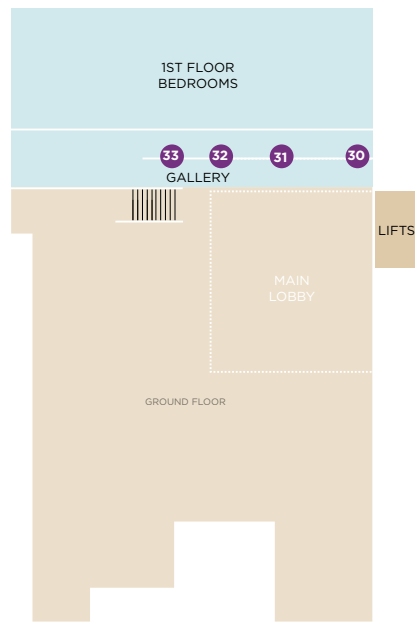 1ST FLOOR
BEDROOMS
33 32 31 30
GALLERY
LIFTS
MAIN
LOBBY
GROUND FLOOR